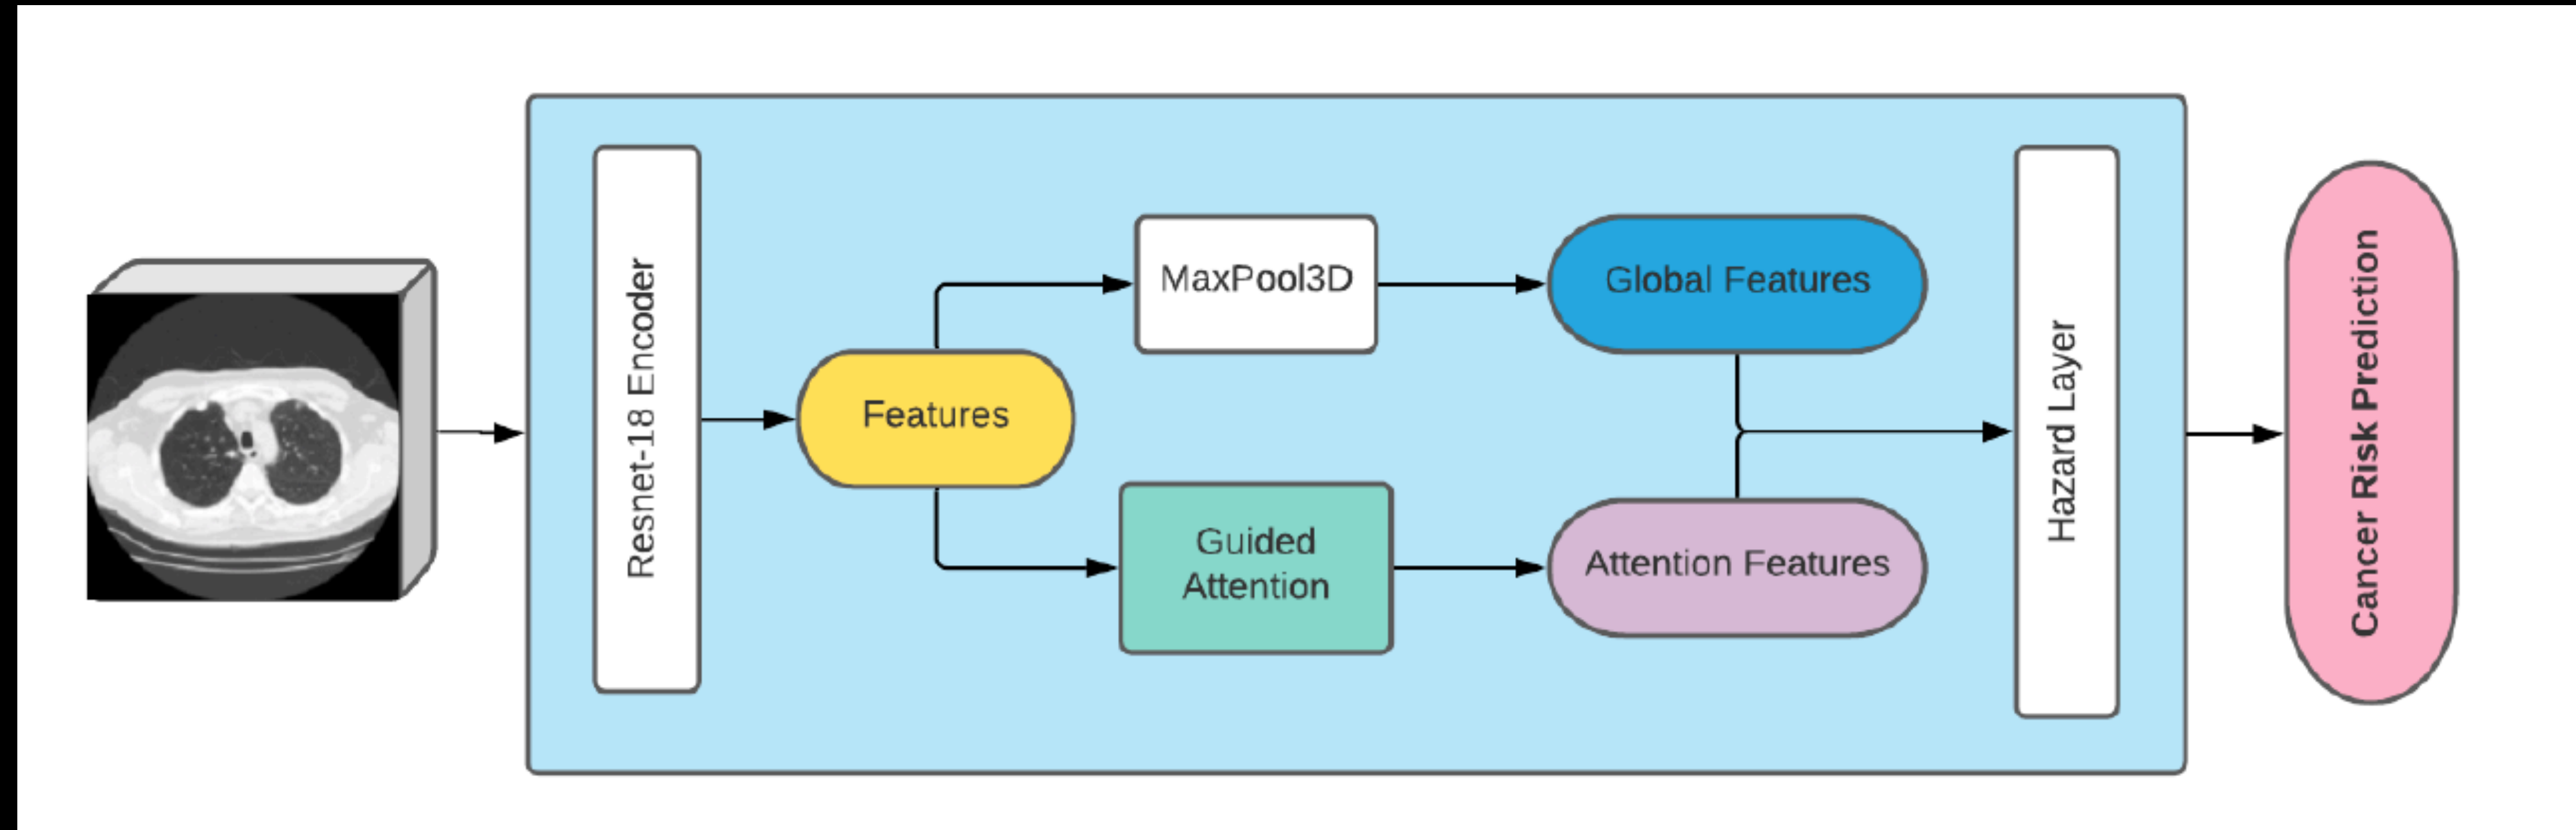 Resnet-18 Encoder
Features
MaxPool3D
Global Features
Guided
Attention
Attention Features
Hazard Layer
Cancer Risk Prediction